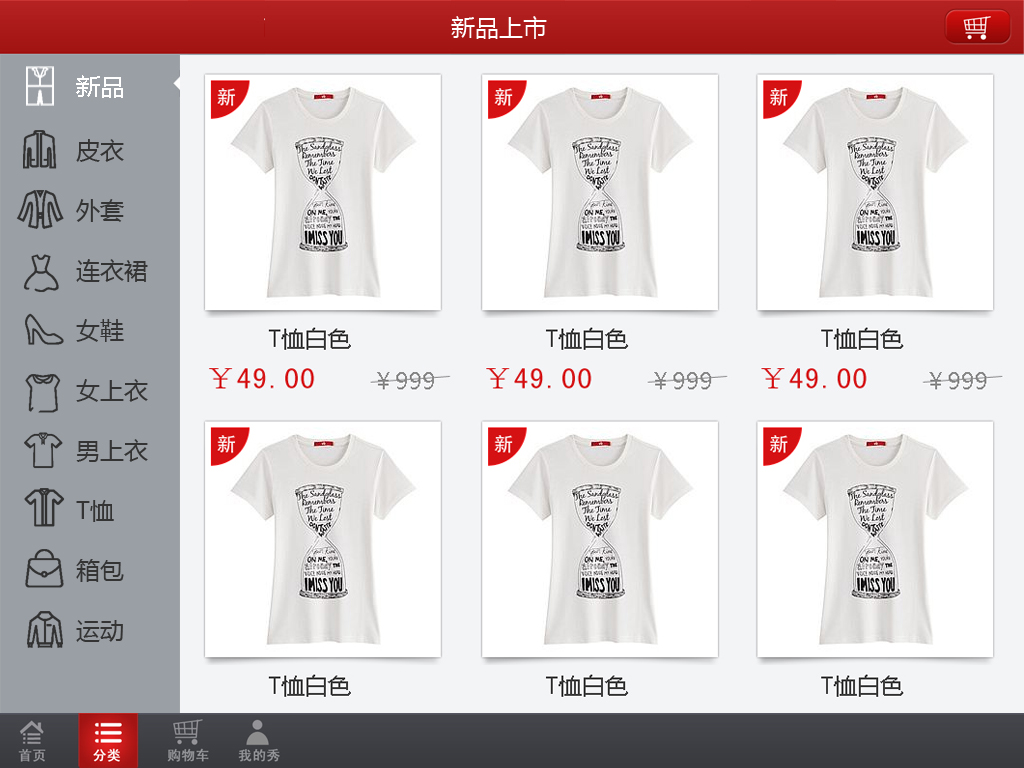 新品上市
新品
皮衣
外套
连衣裙
女鞋
女上衣
男上衣
T恤
箱包
运动
新
The Sandglass
Remembers
The Time
We Lost
ON ME,
I MISS YOU
T恤白色
￥49.00 ￥999
新
The Sandglass
Remembers
The Time
We Lost
ON ME,
I MISS YOU
T恤白色
￥49.00 ￥999
新
The Sandglass
Remembers
The Time
We Lost
ON ME,
I MISS YOU
T恤白色
￥49.00 ￥999
新
The Sandglass
Remembers
The Time
We Lost
ON ME,
I MISS YOU
T恤白色
新
The Sandglass
Remembers
The Time
We Lost
ON ME,
I MISS YOU
T恤白色
新
The Sandglass
Remembers
The Time
We Lost
ON ME,
I MISS YOU
T恤白色
首页
分类
购物车
我的秀